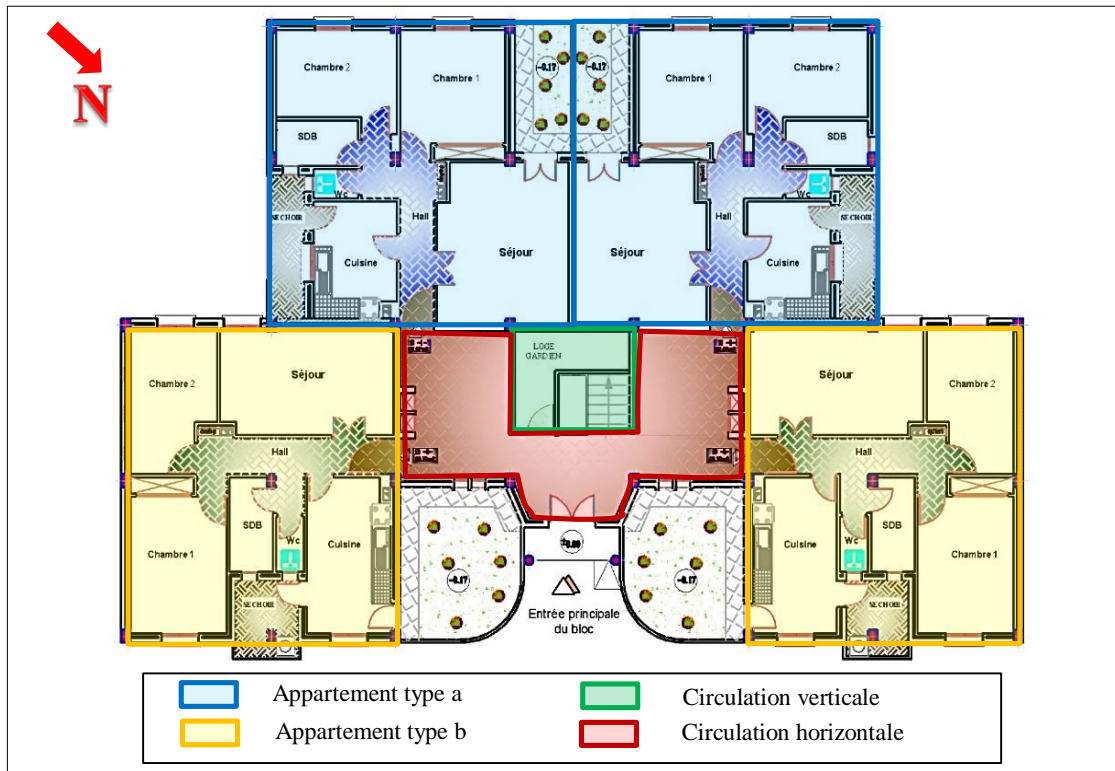 N
Chambre 2
Chambre 1
-0.17
-0.17
Chambre 1
Chambre 2
SDB
SDB
Wc
Wc
SECHOIR
Hall
Hall
SECHOIR
Séjour
Séjour
Cuisine
Cuisine
LOGE
GARDIEN
Chambre 2
Séjour
Séjour
Chambre 2
Hall
Hall
SDB
Wc
Cuisine
Chambre 1
Cuisine
Wc
SDB
Chambre 1
±0.00
-0.17
-0.17
SECHOIR
SECHOIR
Entrée principale
du bloc
Appartement type a
Circulation verticale
Appartement type b
Circulation horizontale